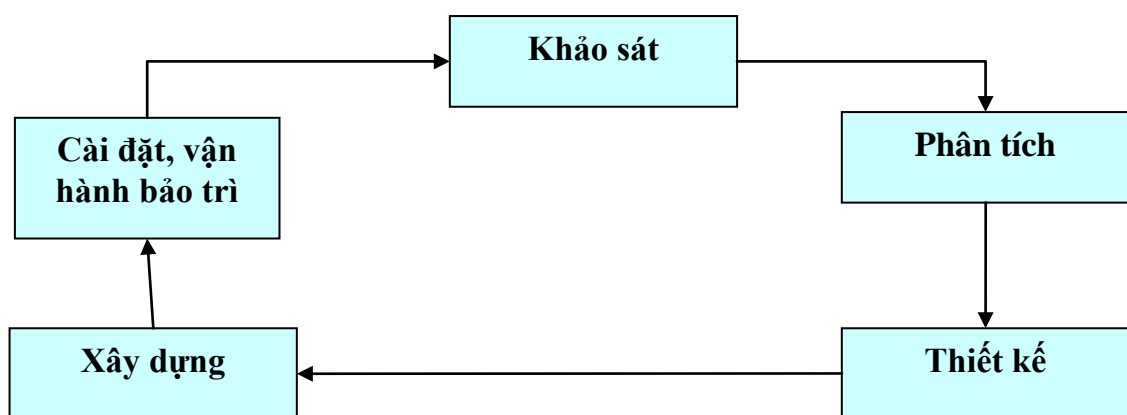 Khảo sát
Phân tích
Thiết kế
Xây dựng
Cài đặt, vận
hành bảo trì